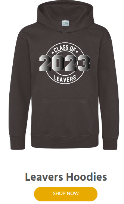 CLASS OF
2023
LEAVERS
Leavers Hoodies
SHOP NOW